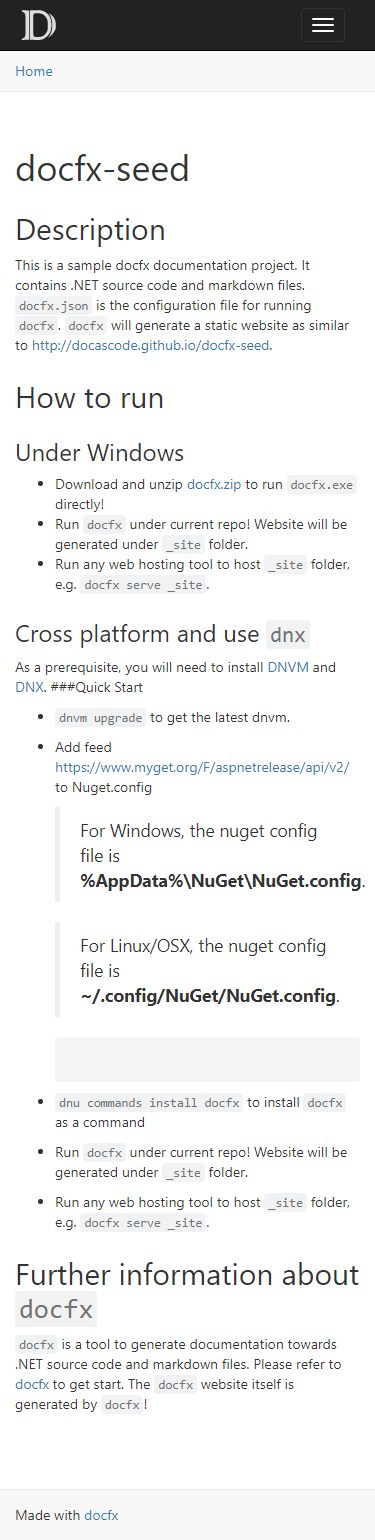 Home
docfx-seed
Description
This is a sample docfx documentation project. It
contains .NET source code and markdown files.
docfx.json is the configuration file for running
docfx. docfx will generate a static website as similar
to http://docascode.github.io/docfx-seed.
How to run
Under Windows
• Download and unzip docfx.zip to run docfx.exe
directly!
• Run docfx under current repo! Website will be
generated under _site folder.
• Run any web hosting tool to host _site folder,
e.g. docfx serve _site.
Cross platform and use dnx
As a prerequisite, you will need to install DNVM and
DNX. ###Quick Start
• dnvm upgrade to get the latest dnvm.
• Add feed
https://www.myget.org/F/aspnetrelease/api/v2/
to Nuget.config
For Windows, the nuget config
file is
%AppData%\NuGet\NuGet.config.
For Linux/OSX, the nuget config
file is
~/.config/NuGet/NuGet.config.
• dnu commands install docfx to install docfx
as a command
• Run docfx under current repo! Website will be
generated under _site folder.
• Run any web hosting tool to host _site folder,
e.g. docfx serve _site.
Further information about
docfx
docfx is a tool to generate documentation towards
.NET source code and markdown files. Please refer to
docfx to get start. The docfx website itself is
generated by docfx!
Made with docfx